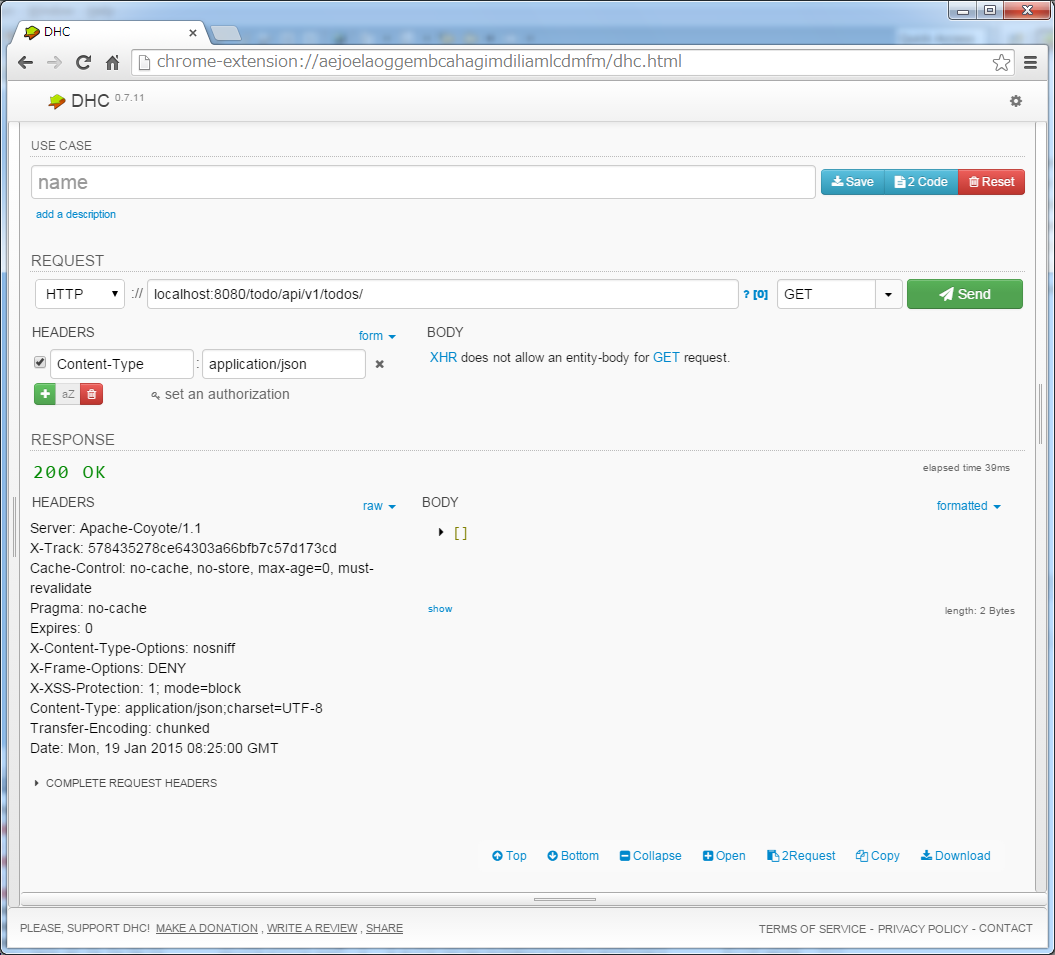 DHC
chrome-extension://aejoelaoggembcahagimdiliamlcdmfm/dhc.html
DHC 0.7.11
USE CASE
name
Save 2 Code Reset
add a description
REQUEST
HTTP :// localhost:8080/todo/api/v1/todos/ ? [0] GET Send
HEADERS form BODY
Content-Type : application/json XHR does not allow an entity-body for GET request.
aZ set an authorization
RESPONSE
200 OK elapsed time 39ms
HEADERS raw BODY formatted
Server: Apache-Coyote/1.1
[]
X-Track: 578435278ce64303a66bfb7c57d173cd
Cache-Control: no-cache, no-store, max-age=0, must-
revalidate
Pragma: no-cache show length: 2 Bytes
Expires: 0
X-Content-Type-Options: nosniff
X-Frame-Options: DENY
X-XSS-Protection: 1; mode=block
Content-Type: application/json;charset=UTF-8
Transfer-Encoding: chunked
Date: Mon, 19 Jan 2015 08:25:00 GMT
COMPLETE REQUEST HEADERS
Top Bottom Collapse Open 2Request Copy Download
PLEASE, SUPPORT DHC! MAKE A DONATION , WRITE A REVIEW , SHARE TERMS OF SERVICE - PRIVACY POLICY - CONTACT